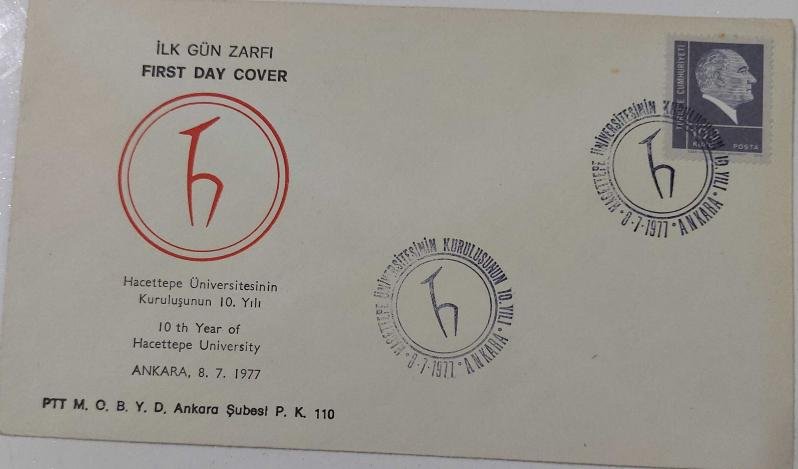 İLK GÜN ZARFI
FIRST DAY COVER
Hacettepe Üniversitesinin
Kuruluşunun 10. Yılı
10 th Year of
Hacettepe University
ANKARA, 8. 7. 1977
PTT M. O. B. Y. D. Ankara Şubesi P. K. 110
TÜRKİYE CUMHURİYETİ
POSTA
HACETTEPE ÜNİVERSİTESİNİN KURULUŞUNUN 10. YILI
• 8-7-1977 • ANKARA •
HACETTEPE ÜNİVERSİTESİNİN KURULUŞUNUN 10. YILI
• 8-7-1977 • ANKARA •